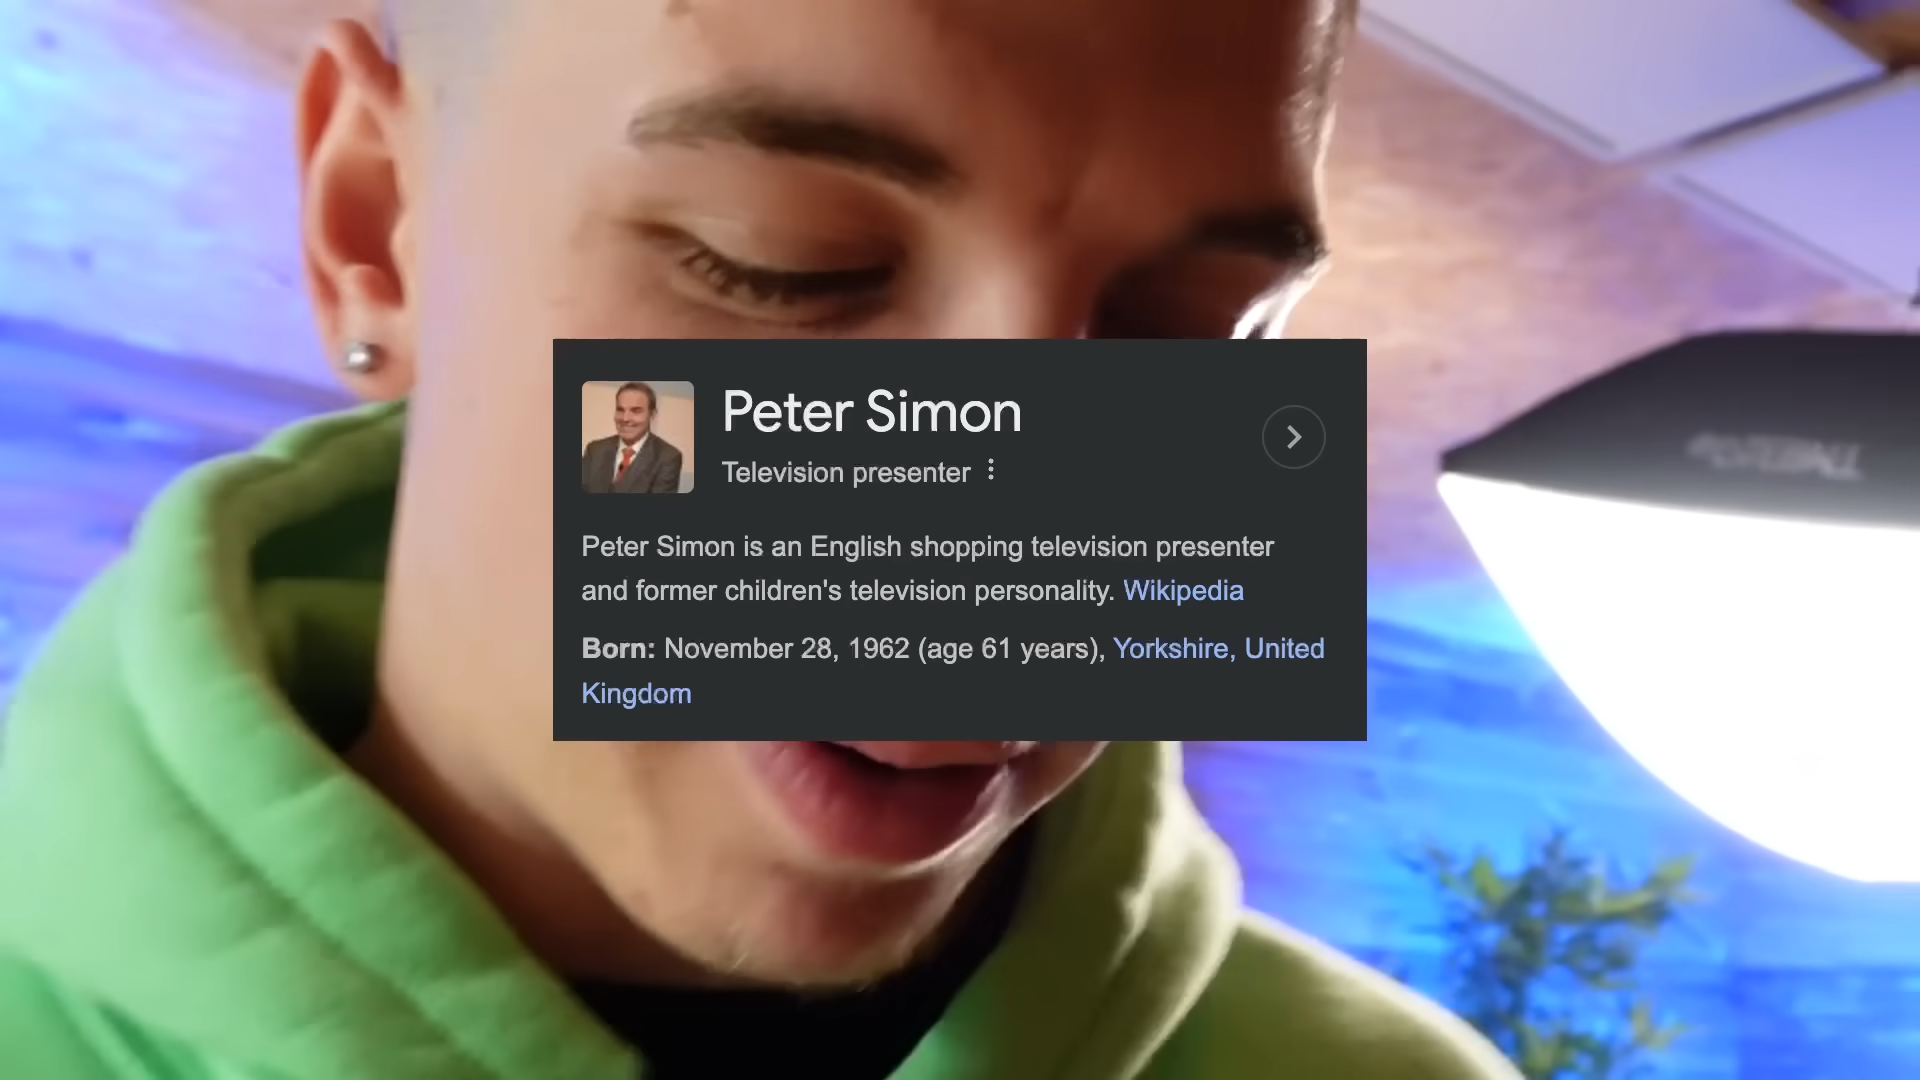 Peter Simon
Television presenter
Peter Simon is an English shopping television presenter
and former children's television personality. Wikipedia
Born: November 28, 1962 (age 61 years), Yorkshire, United
Kingdom